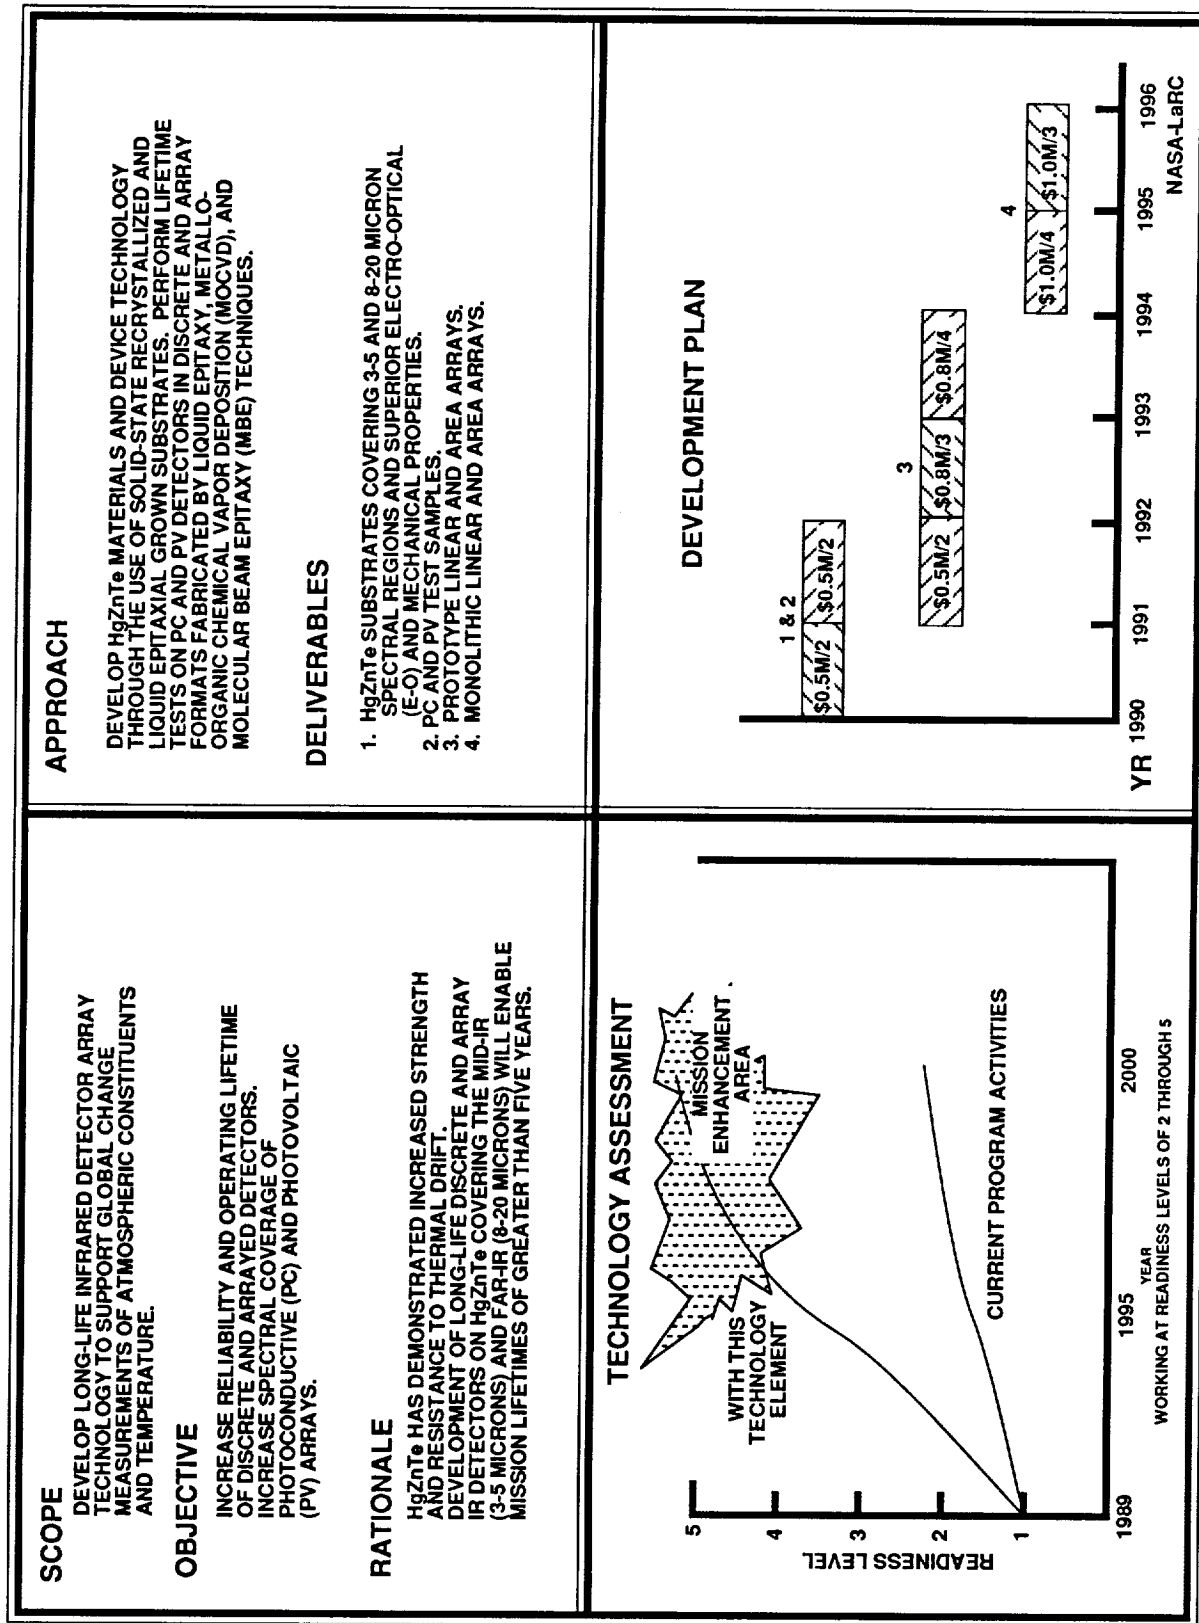 SCOPE
DEVELOP LONG-LIFE INFRARED DETECTOR ARRAY
TECHNOLOGY TO SUPPORT GLOBAL CHANGE
MEASUREMENTS OF ATMOSPHERIC CONSTITUENTS
AND TEMPERATURE.
OBJECTIVE
INCREASE RELIABILITY AND OPERATING LIFETIME
OF DISCRETE AND ARRAYED DETECTORS.
INCREASE SPECTRAL COVERAGE OF
PHOTOCONDUCTIVE (PC) AND PHOTOVOLTAIC
(PV) ARRAYS.
RATIONALE
HgZnTe HAS DEMONSTRATED INCREASED STRENGTH
AND RESISTANCE TO THERMAL DRIFT.
DEVELOPMENT OF LONG-LIFE DISCRETE AND ARRAY
IR DETECTORS ON HgZnTe COVERING THE MID-IR
(3-5 MICRONS) AND FAR-IR (8-20 MICRONS) WILL ENABLE
MISSION LIFETIMES OF GREATER THAN FIVE YEARS.
APPROACH
DEVELOP HgZnTe MATERIALS AND DEVICE TECHNOLOGY
THROUGH THE USE OF SOLID-STATE RECRYSTALLIZED AND
LIQUID EPITAXIAL GROWN SUBSTRATES. PERFORM LIFETIME
TESTS ON PC AND PV DETECTORS IN DISCRETE AND ARRAY
FORMATS FABRICATED BY LIQUID EPITAXY, METALLO-
ORGANIC CHEMICAL VAPOR DEPOSITION (MOCVD), AND
MOLECULAR BEAM EPITAXY (MBE) TECHNIQUES.
DELIVERABLES
1. HgZnTe SUBSTRATES COVERING 3-5 AND 8-20 MICRON
SPECTRAL REGIONS AND SUPERIOR ELECTRO-OPTICAL
(E-O) AND MECHANICAL PROPERTIES.
2. PC AND PV TEST SAMPLES.
3. PROTOTYPE LINEAR AND AREA ARRAYS.
4. MONOLITHIC LINEAR AND AREA ARRAYS.
TECHNOLOGY ASSESSMENT
5
4
3
2
1
READINESS LEVEL
WITH THIS
TECHNOLOGY
ELEMENT
MISSION
ENHANCEMENT
AREA
CURRENT PROGRAM ACTIVITIES
1989
1995
2000
YEAR
WORKING AT READINESS LEVELS OF 2 THROUGH 5
DEVELOPMENT PLAN
1 & 2
$0.5M/2
$0.5M/2
3
$0.5M/2
$0.8M/3
$0.8M/4
4
$1.0M/4
$1.0M/3
YR 1990
1991
1992
1993
1994
1995
1996
NASA-LaRC